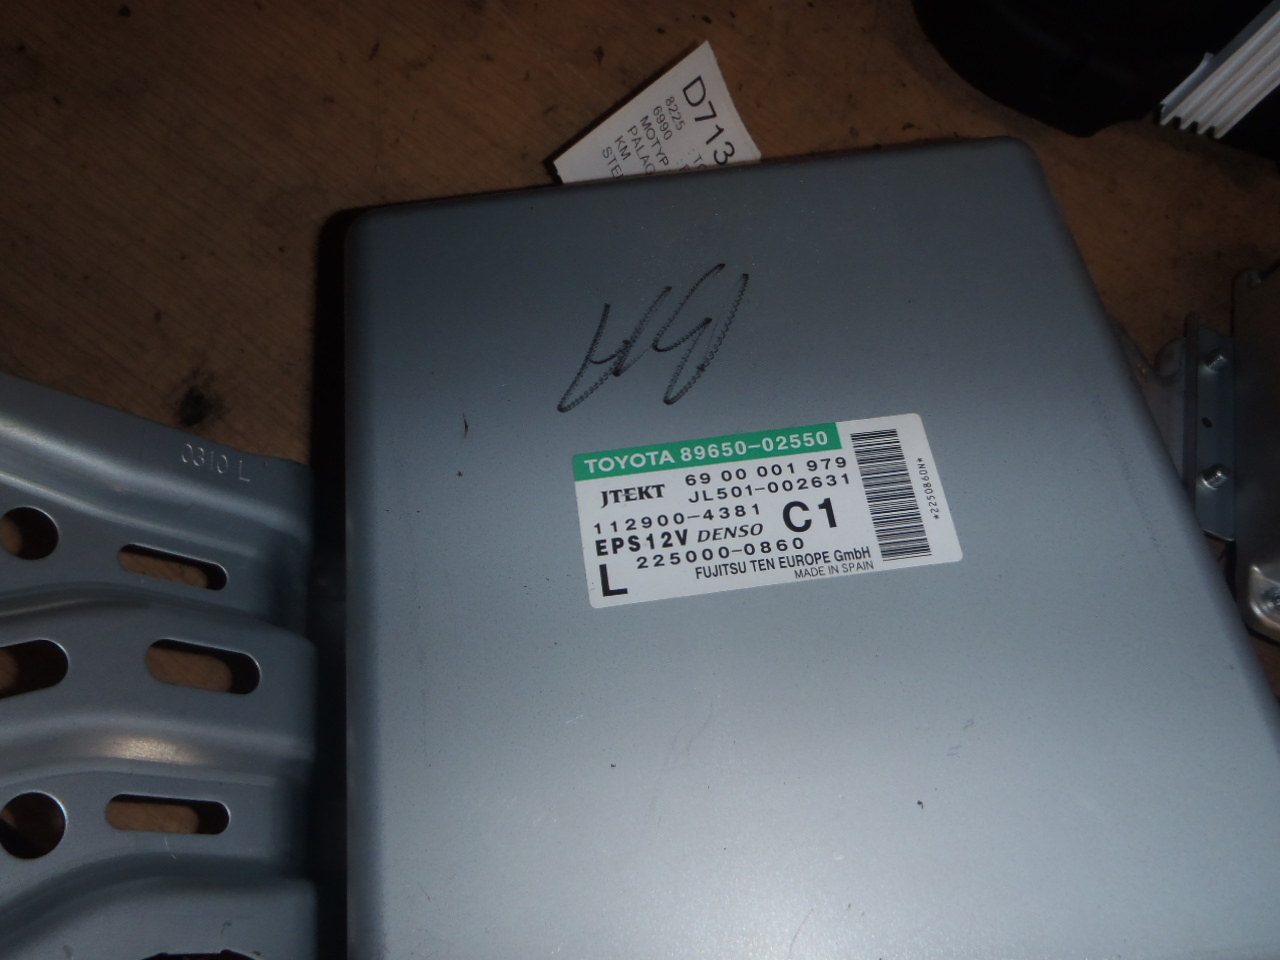 D713
8225
6990
MOTYP
PALAG
KM
STE
TOYOTA 89650-02550
JTEKT 69 00 001 979
JL501-002631
112900-4381 C1
EPS12V DENSO
L 225000-0860
FUJITSU TEN EUROPE GmbH
MADE IN SPAIN
*2250860N*
0310 L